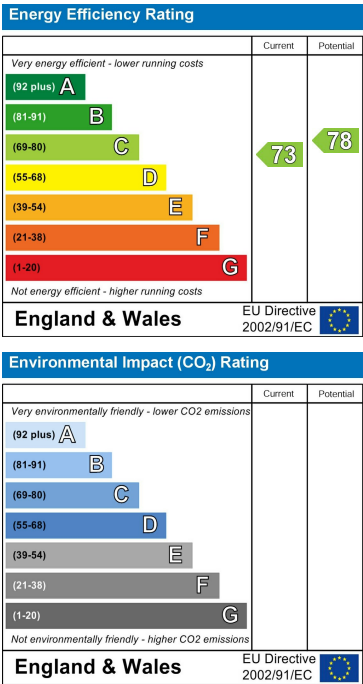 Energy Efficiency Rating
Current Potential
Very energy efficient - lower running costs
(92 plus) A
(81-91) B
(69-80) C
73 78
(55-68) D
(39-54) E
(21-38) F
(1-20) G
Not energy efficient - higher running costs
England & Wales
EU Directive
2002/91/EC
Environmental Impact (CO₂) Rating
Current Potential
Very environmentally friendly - lower CO2 emissions
(92 plus) A
(81-91) B
(69-80) C
(55-68) D
(39-54) E
(21-38) F
(1-20) G
Not environmentally friendly - higher CO2 emissions
England & Wales
EU Directive
2002/91/EC